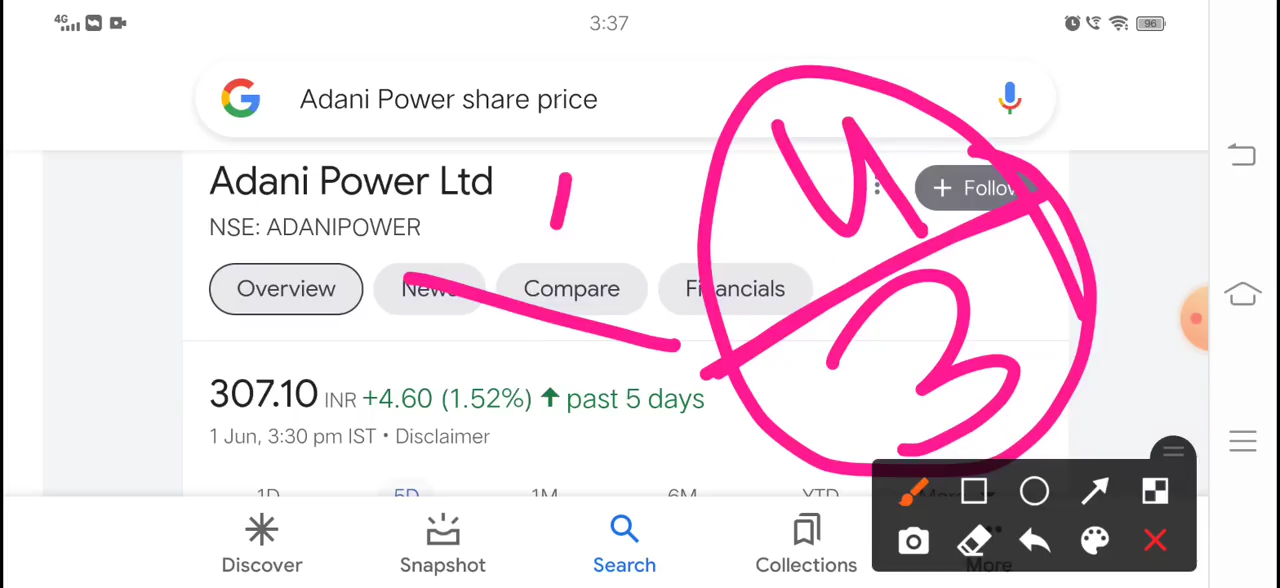 4G 3:37 96
Adani Power share price
Adani Power Ltd
1
Follow
NSE: ADANIPOWER
Overview News Compare Financials
3
307.10 INR +4.60 (1.52%) past 5 days
1 Jun, 3:30 pm IST • Disclaimer
1D 5D 1M 6M YTD
Discover Snapshot Search Collections More